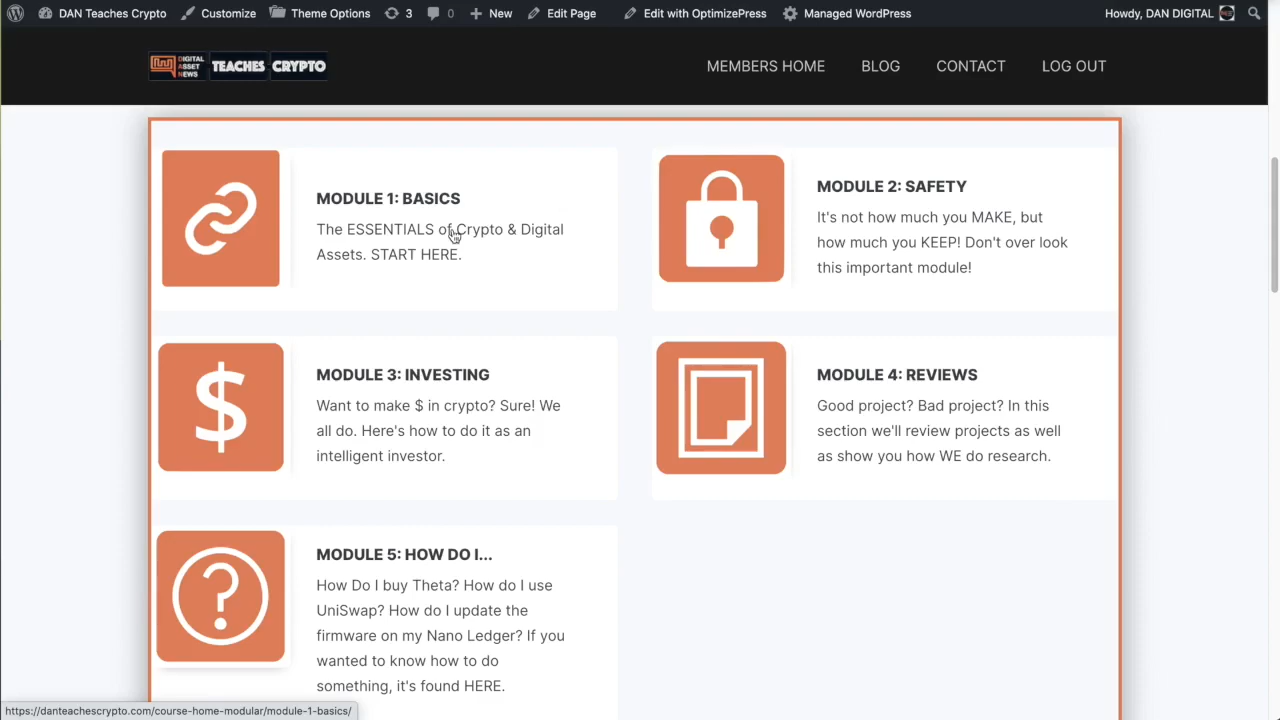 DAN Teaches Crypto Customize Theme Options 3 0 New Edit Page Edit with OptimizePress Managed WordPress Howdy, DAN DIGITAL
DIGITAL
ASSET
NEWS
TEACHES CRYPTO
MEMBERS HOME BLOG CONTACT LOG OUT
MODULE 1: BASICS
The ESSENTIALS of Crypto & Digital
Assets. START HERE.
MODULE 2: SAFETY
It's not how much you MAKE, but
how much you KEEP! Don't over look
this important module!
$
MODULE 3: INVESTING
Want to make $ in crypto? Sure! We
all do. Here's how to do it as an
intelligent investor.
MODULE 4: REVIEWS
Good project? Bad project? In this
section we'll review projects as well
as show you how WE do research.
?
MODULE 5: HOW DO I...
How Do I buy Theta? How do I use
UniSwap? How do I update the
firmware on my Nano Ledger? If you
wanted to know how to do
something, it's found HERE.
https://danteachescrypto.com/course-home-modular/module-1-basics/